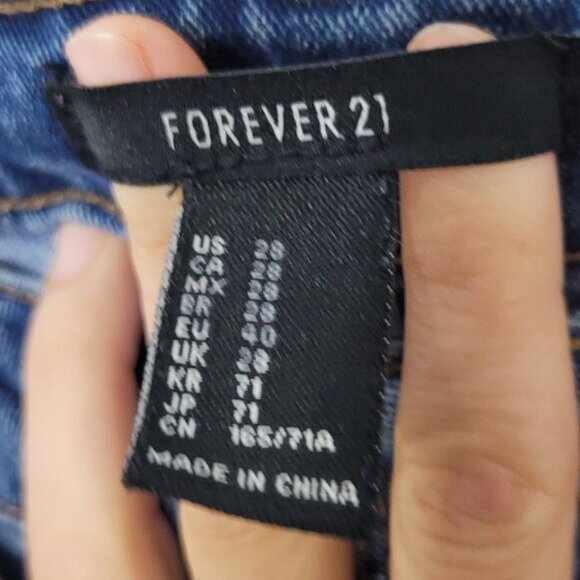 FOREVER 21
US 28
CA 28
MX 28
BR 28
EU 40
UK 28
KR 71
JP 71
CN 165/71A
MADE IN CHINA